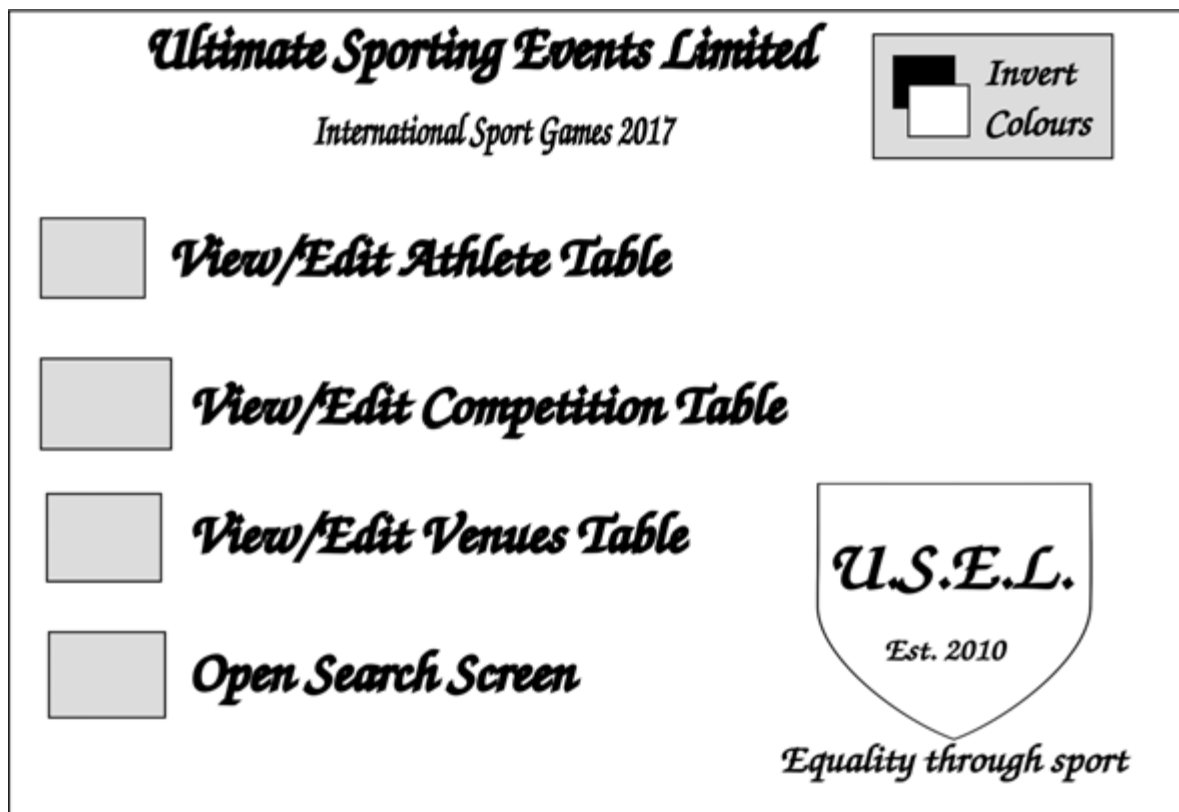 Ultimate Sporting Events Limited
International Sport Games 2017
Invert
Colours
View/Edit Athlete Table
View/Edit Competition Table
View/Edit Venues Table
Open Search Screen
U.S.E.L.
Est. 2010
Equality through sport